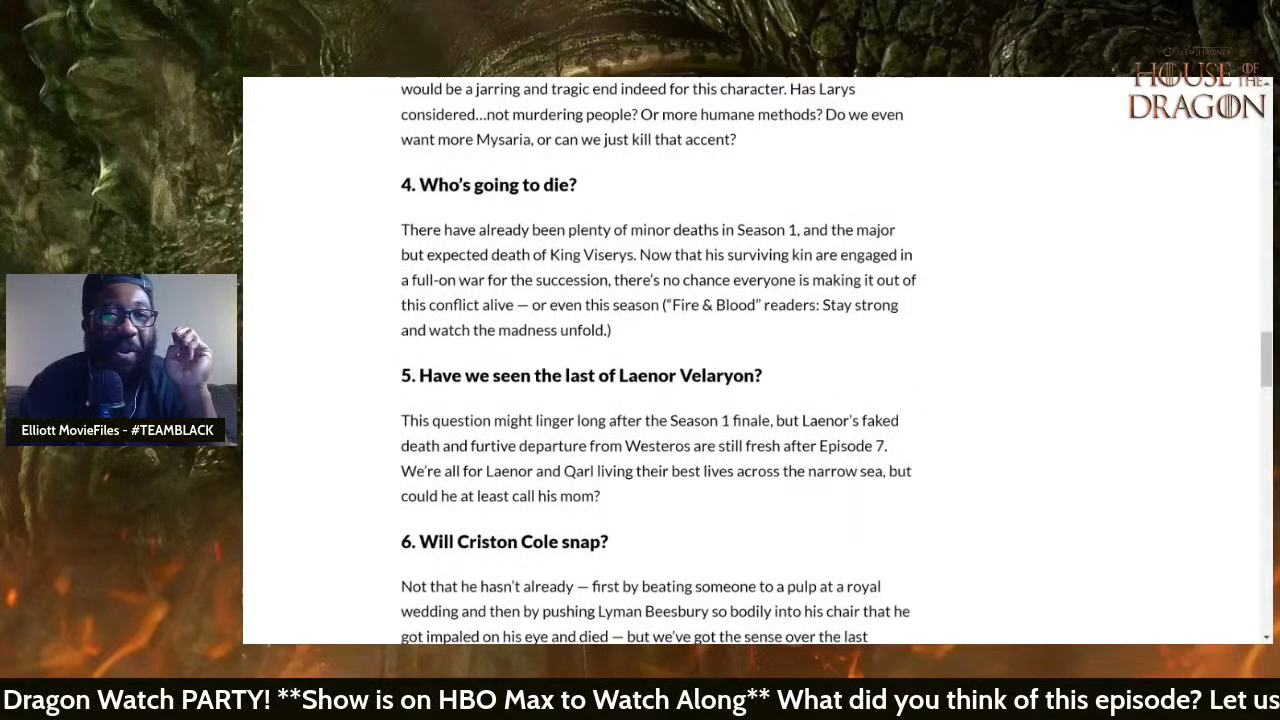 GAME OF THRONES
HOUSE OF THE
DRAGON
would be a jarring and tragic end indeed for this character. Has Larys
considered...not murdering people? Or more humane methods? Do we even
want more Mysaria, or can we just kill that accent?
4. Who’s going to die?
There have already been plenty of minor deaths in Season 1, and the major
but expected death of King Viserys. Now that his surviving kin are engaged in
a full-on war for the succession, there’s no chance everyone is making it out of
this conflict alive — or even this season (“Fire & Blood” readers: Stay strong
and watch the madness unfold.)
5. Have we seen the last of Laenor Velaryon?
This question might linger long after the Season 1 finale, but Laenor’s faked
death and furtive departure from Westeros are still fresh after Episode 7.
We’re all for Laenor and Qarl living their best lives across the narrow sea, but
could he at least call his mom?
6. Will Criston Cole snap?
Not that he hasn’t already — first by beating someone to a pulp at a royal
wedding and then by pushing Lyman Beesbury so bodily into his chair that he
got impaled on his eye and died — but we’ve got the sense over the last
Elliott MovieFiles - #TEAMBLACK
Dragon Watch PARTY! **Show is on HBO Max to Watch Along** What did you think of this episode? Let us